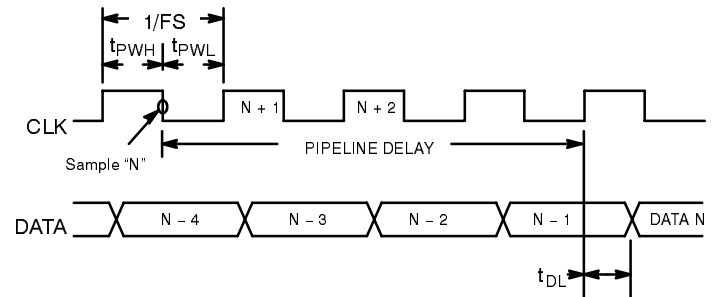 1/FS
tPWH tPWL
CLK
N + 1
N + 2
Sample “N”
PIPELINE DELAY
DATA
N – 4
N – 3
N – 2
N – 1
DATA N
tDL